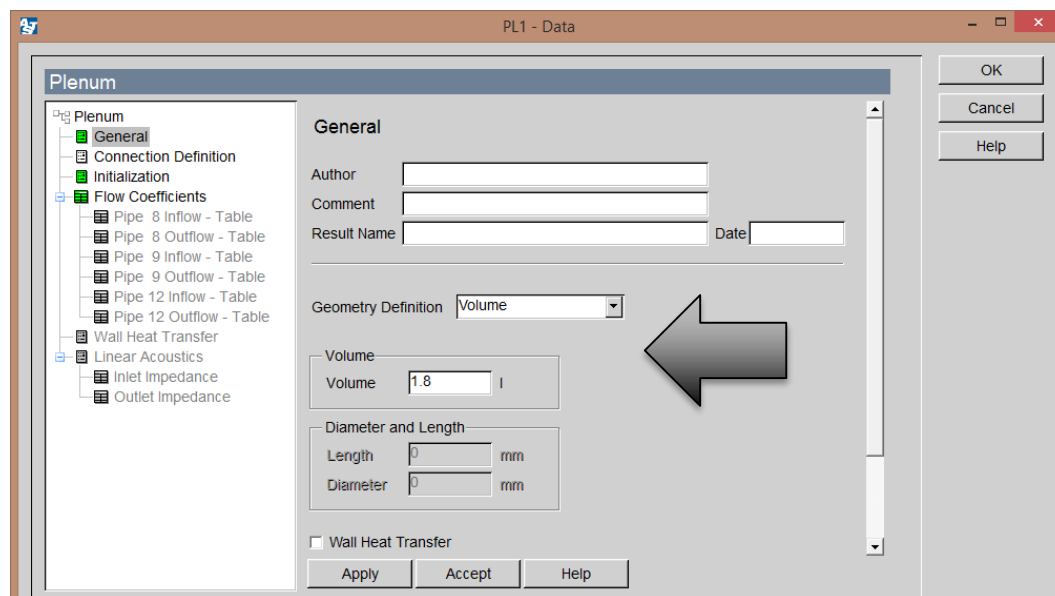 PL1 - Data
Plenum
Plenum
General
Connection Definition
Initialization
Flow Coefficients
Pipe 8 Inflow - Table
Pipe 8 Outflow - Table
Pipe 9 Inflow - Table
Pipe 9 Outflow - Table
Pipe 12 Inflow - Table
Pipe 12 Outflow - Table
Wall Heat Transfer
Linear Acoustics
Inlet Impedance
Outlet Impedance
General
Author
Comment
Result Name Date
Geometry Definition Volume
Volume
Volume 1.8 l
Diameter and Length
Length 0 mm
Diameter 0 mm
Wall Heat Transfer
Apply Accept Help
OK
Cancel
Help